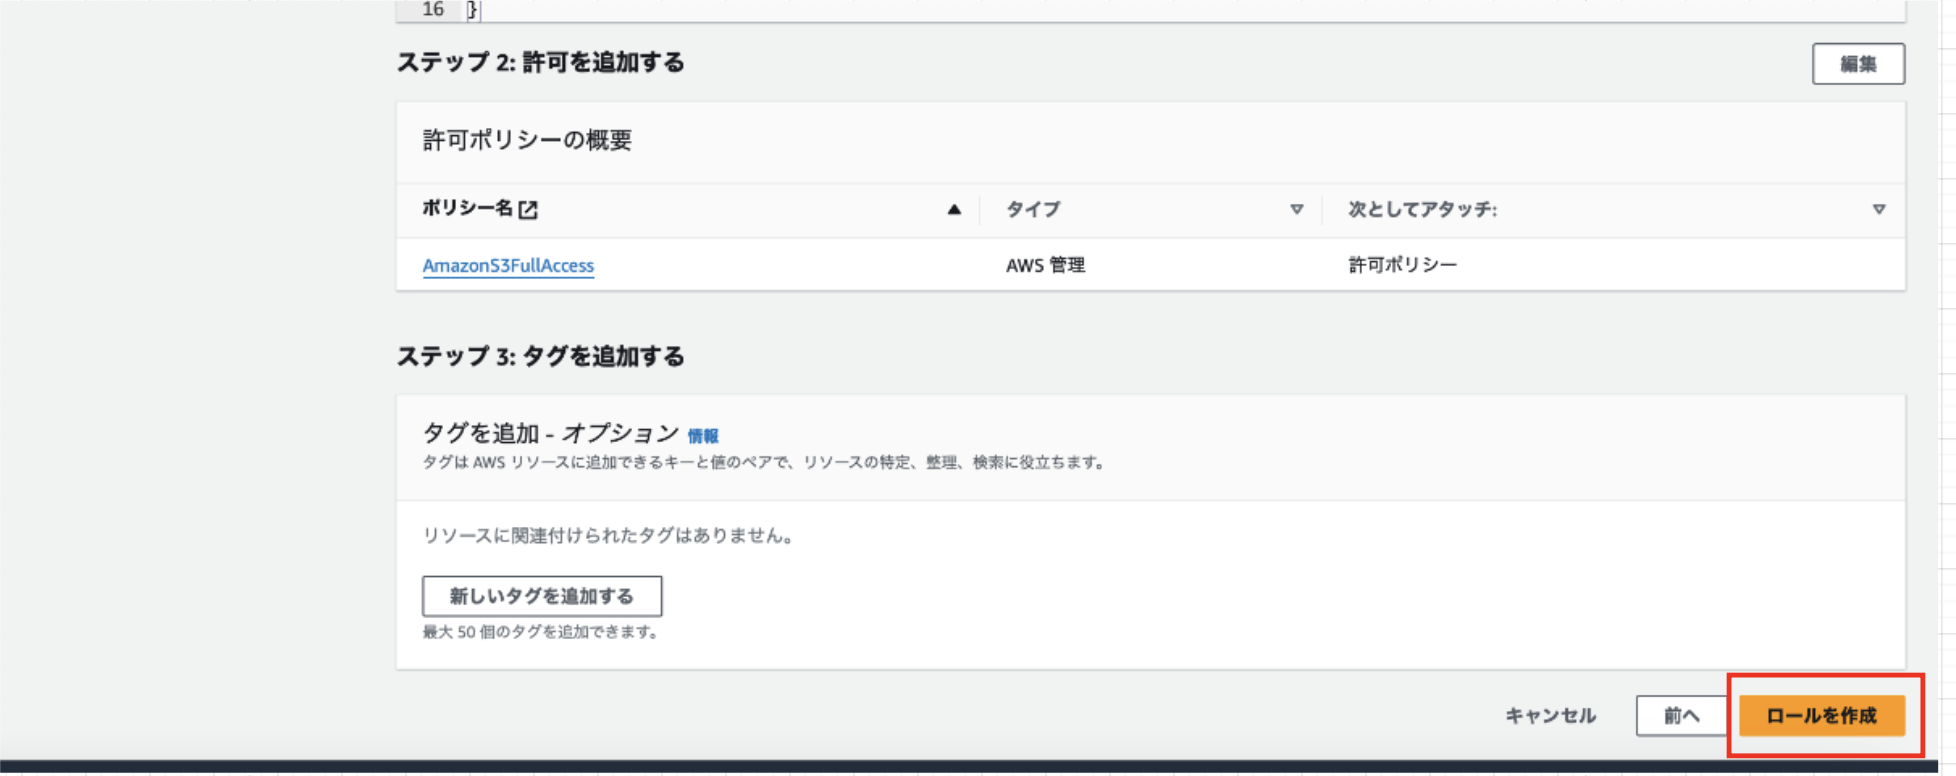 16 }
ステップ 2: 許可を追加する
編集
許可ポリシーの概要
ポリシー名
タイプ
次としてアタッチ:
AmazonS3FullAccess
AWS 管理
許可ポリシー
ステップ 3: タグを追加する
タグを追加 - オプション 情報
タグは AWS リソースに追加できるキーと値のペアで、リソースの特定、整理、検索に役立ちます。
リソースに関連付けられたタグはありません。
新しいタグを追加する
最大 50 個のタグを追加できます。
キャンセル
前へ
ロールを作成